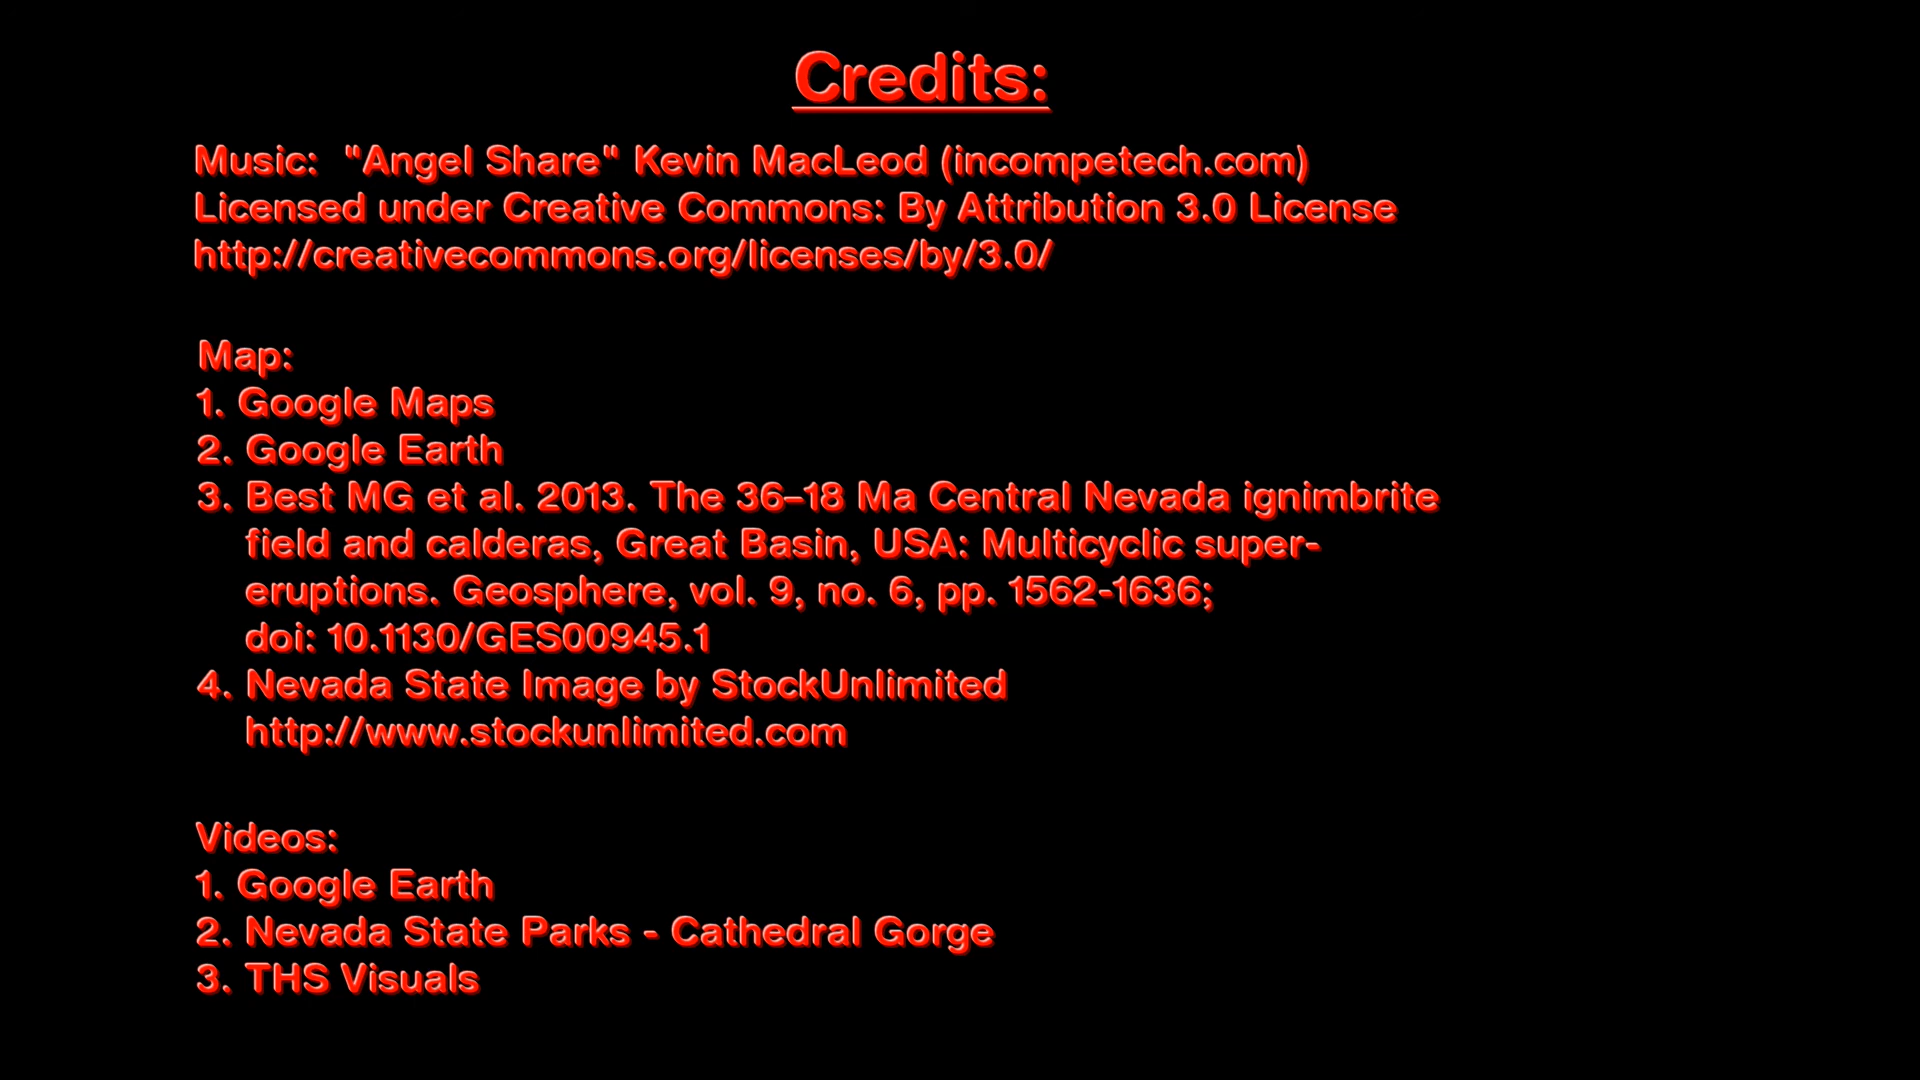 Credits:
Music:  "Angel Share" Kevin MacLeod (incompetech.com)
Licensed under Creative Commons: By Attribution 3.0 License
http://creativecommons.org/licenses/by/3.0/
Map:
1. Google Maps
2. Google Earth
3. Best MG et al. 2013. The 36–18 Ma Central Nevada ignimbrite
field and calderas, Great Basin, USA: Multicyclic super-
eruptions. Geosphere, vol. 9, no. 6, pp. 1562-1636;
doi: 10.1130/GES00945.1
4. Nevada State Image by StockUnlimited
http://www.stockunlimited.com
Videos:
1. Google Earth
2. Nevada State Parks - Cathedral Gorge
3. THS Visuals